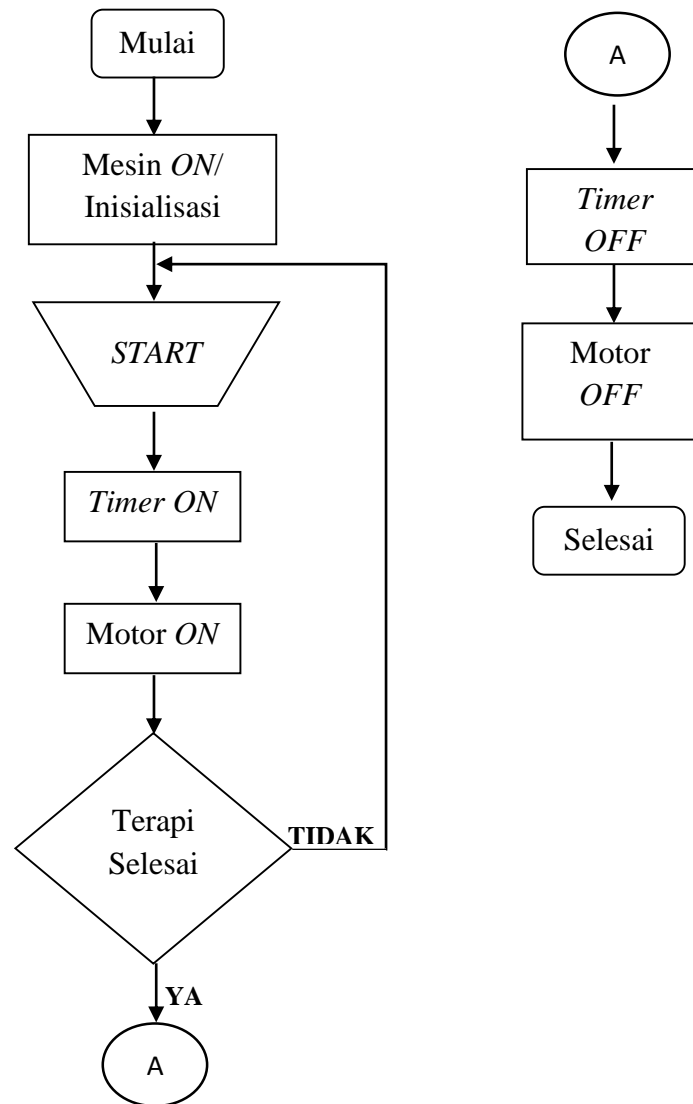 Mulai
Mesin ON/
Inisialisasi
START
Timer ON
Motor ON
Terapi
Selesai
TIDAK
YA
A
A
Timer
OFF
Motor
OFF
Selesai